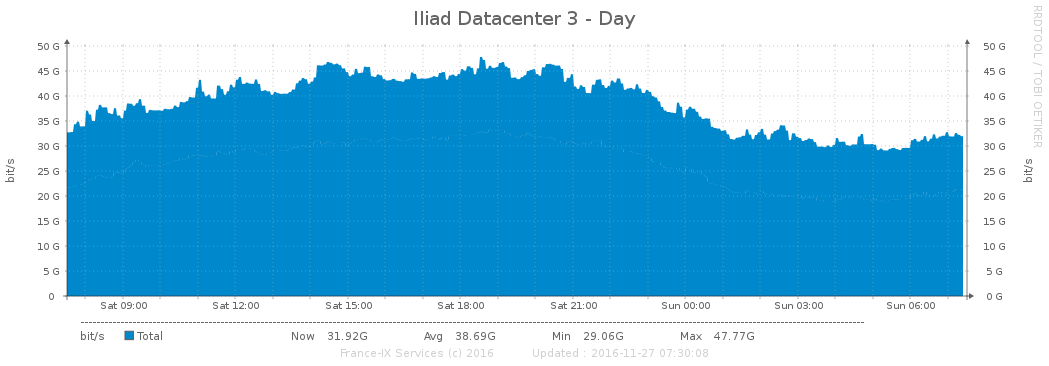 Iliad Datacenter 3 - Day
RRDTOOL / TOBI OETIKER
50 G 50 G
45 G 45 G
40 G 40 G
35 G 35 G
30 G 30 G
25 G 25 G
20 G 20 G
15 G 15 G
10 G 10 G
5 G 5 G
0 0 G
bit/s bit/s
Sat 09:00 Sat 12:00 Sat 15:00 Sat 18:00 Sat 21:00 Sun 00:00 Sun 03:00 Sun 06:00
bit/s Total Now 31.92G Avg 38.69G Min 29.06G Max 47.77G
France-IX Services (c) 2016 Updated : 2016-11-27 07:30:08